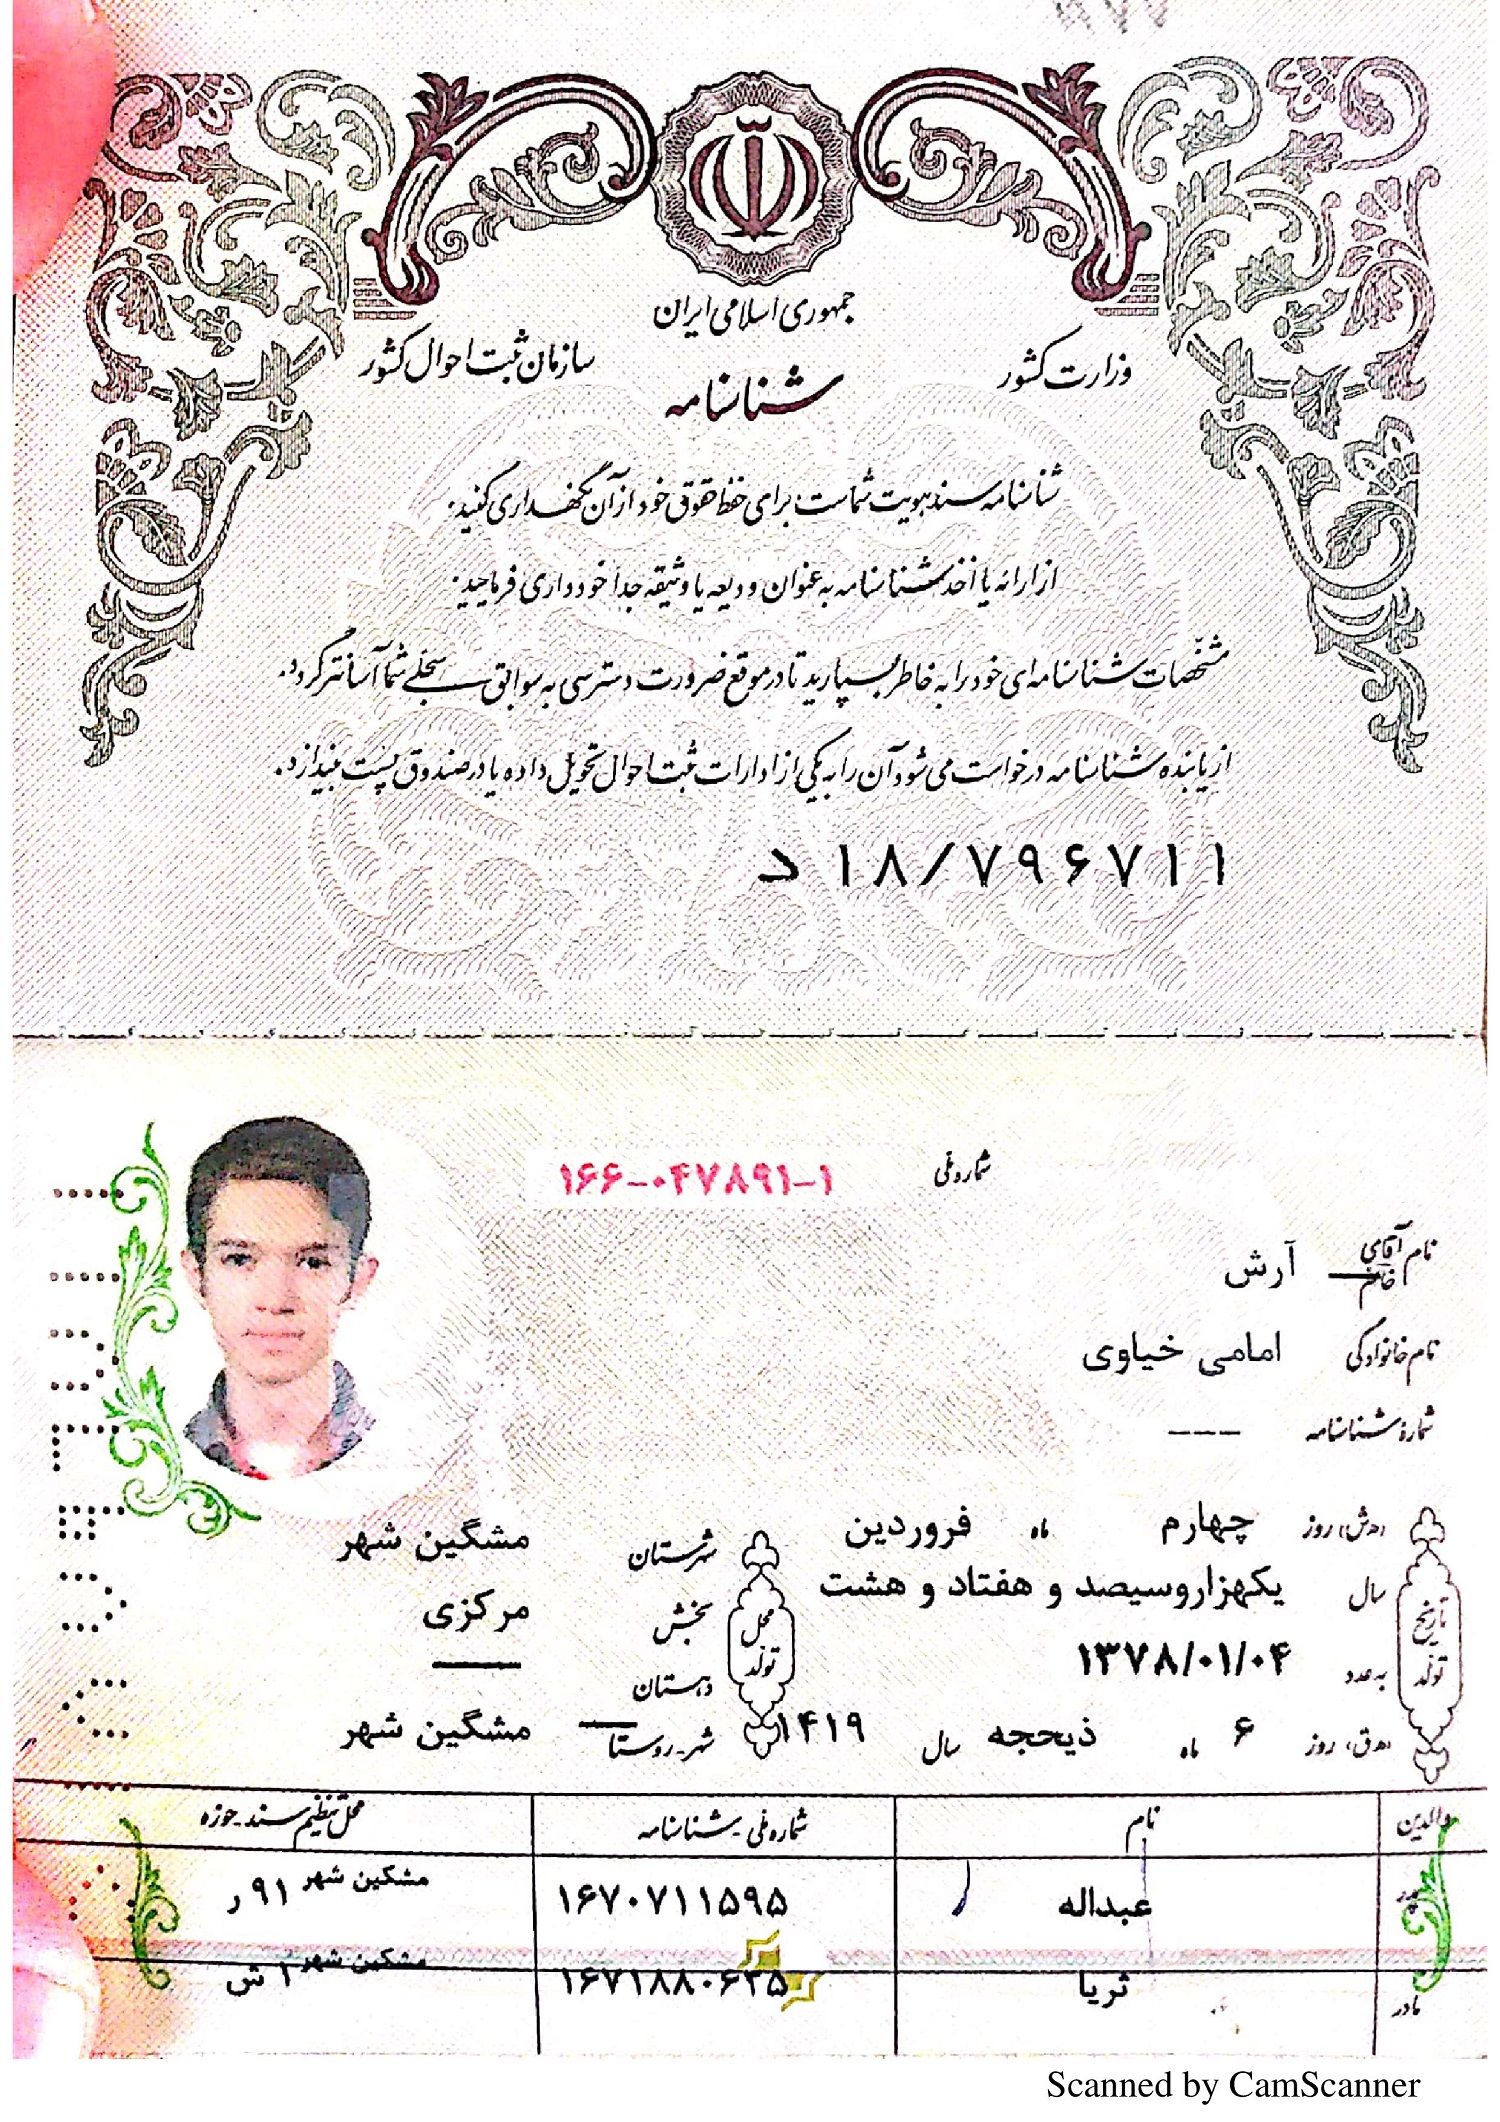 جمهوری اسلامی ایران
وزارت کشور
سازمان ثبت احوال کشور
شناسنامه
شناسنامه سند هویت شماست برای حفظ حقوق خود از آن نگهداری کنید.
از ارائه یا اخذ شناسنامه به عنوان ودیعه یا وثیقه جداً خودداری فرمایید.
مشخصات شناسنامه‌ای خود را به خاطر بسپارید تا در موقع ضرورت دسترسی به سوابق سجلی شما آسانتر گردد.
از یابنده شناسنامه درخواست می‌شود آن را به یکی از ادارات ثبت احوال تحویل داده یا در صندوق پست بیندازد.
د ۱۸/۷۹۶۷۱۱
شماره ملی ۱۶۶-۰۴۷۸۹۱-۱
نام آقای خانم آرش
نام خانوادگی امامی خیاوی
شماره شناسنامه ---
تاریخ تولد
(ه‍.ش) روز چهارم ماه فروردین
سال یکهزاروسیصد و هفتاد و هشت
به عدد ۱۳۷۸/۰۱/۰۴
(ه‍.ق) روز ۶ ماه ذیحجه سال ۱۴۱۹
محل تولد
شهرستان مشگین شهر
بخش مرکزی
دهستان ——
شهر-روستا مشگین شهر
والدین نام شماره ملی-شناسنامه محل تنظیم سند-حوزه
پدر عبداله ۱۶۷۰۷۱۱۵۹۵ مشکین شهر ۹۱ ر
مادر ثریا مشکین شهر ۱ ش
Scanned by CamScanner